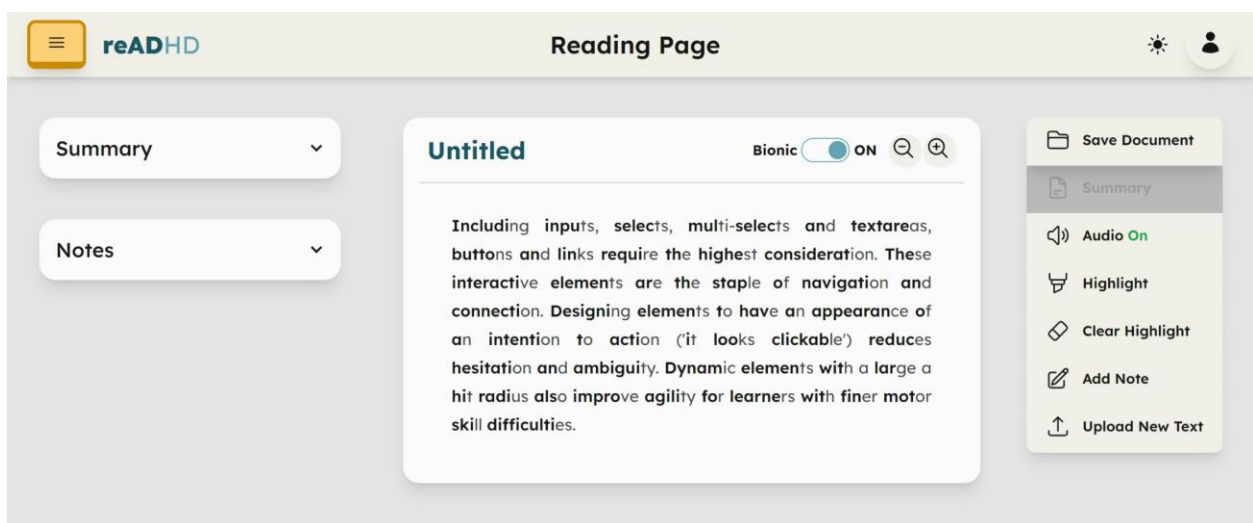 reADHD
Reading Page
Summary
Notes
Untitled
Bionic ON
Including inputs, selects, multi-selects and textareas,
buttons and links require the highest consideration. These
interactive elements are the staple of navigation and
connection. Designing elements to have an appearance of
an intention to action ('it looks clickable') reduces
hesitation and ambiguity. Dynamic elements with a large a
hit radius also improve agility for learners with finer motor
skill difficulties.
Save Document
Summary
Audio On
Highlight
Clear Highlight
Add Note
Upload New Text